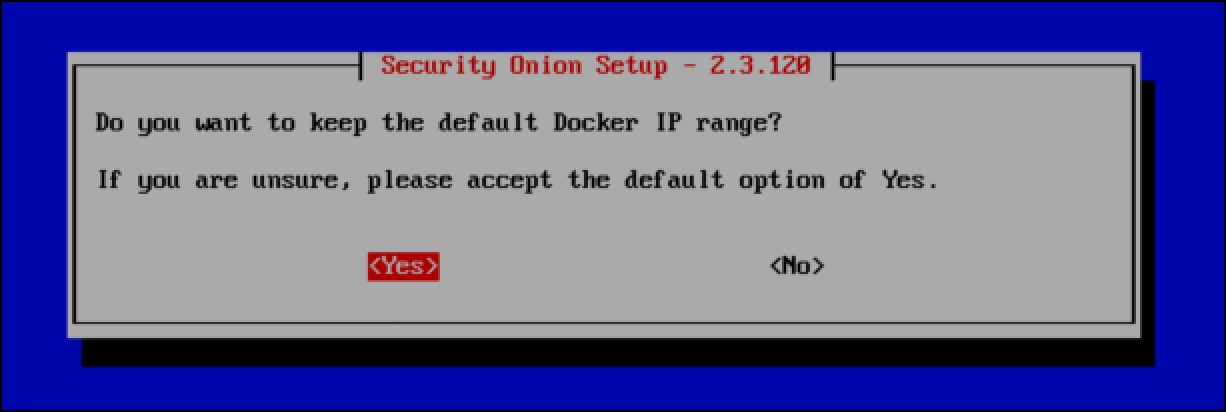 Security Onion Setup - 2.3.120
Do you want to keep the default Docker IP range?
If you are unsure, please accept the default option of Yes.
<Yes> <No>